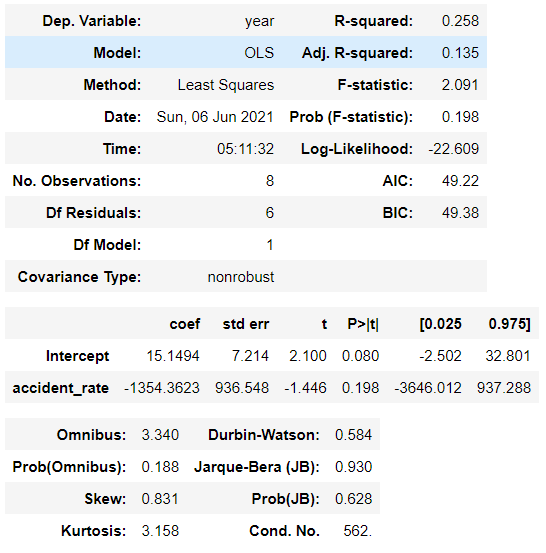 Dep. Variable: year R-squared: 0.258
Model: OLS Adj. R-squared: 0.135
Method: Least Squares F-statistic: 2.091
Date: Sun, 06 Jun 2021 Prob (F-statistic): 0.198
Time: 05:11:32 Log-Likelihood: -22.609
No. Observations: 8 AIC: 49.22
Df Residuals: 6 BIC: 49.38
Df Model: 1
Covariance Type: nonrobust
coef std err t P>|t| [0.025 0.975]
Intercept 15.1494 7.214 2.100 0.080 -2.502 32.801
accident_rate -1354.3623 936.548 -1.446 0.198 -3646.012 937.288
Omnibus: 3.340 Durbin-Watson: 0.584
Prob(Omnibus): 0.188 Jarque-Bera (JB): 0.930
Skew: 0.831 Prob(JB): 0.628
Kurtosis: 3.158 Cond. No. 562.